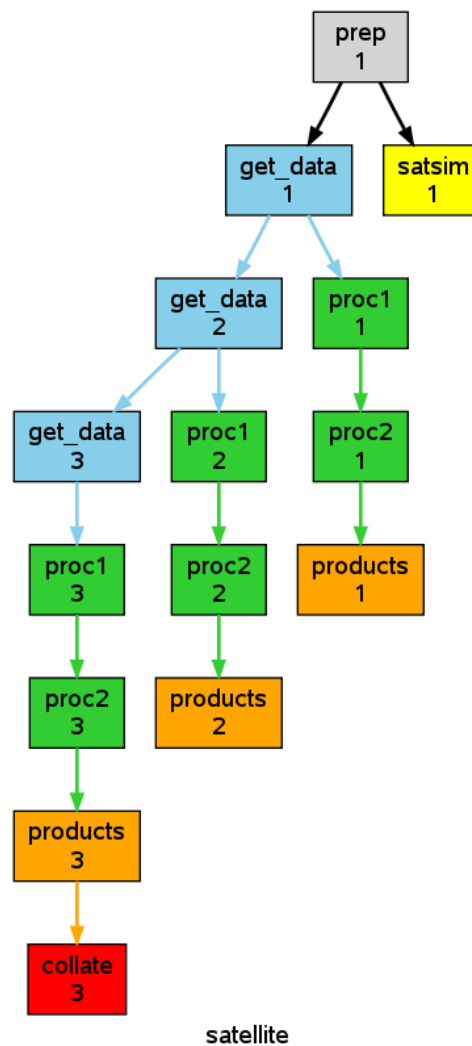 prep
1
get_data
1
satsim
1
get_data
2
proc1
1
get_data
3
proc1
2
proc2
1
proc1
3
proc2
2
products
1
proc2
3
products
2
products
3
collate
3
satellite